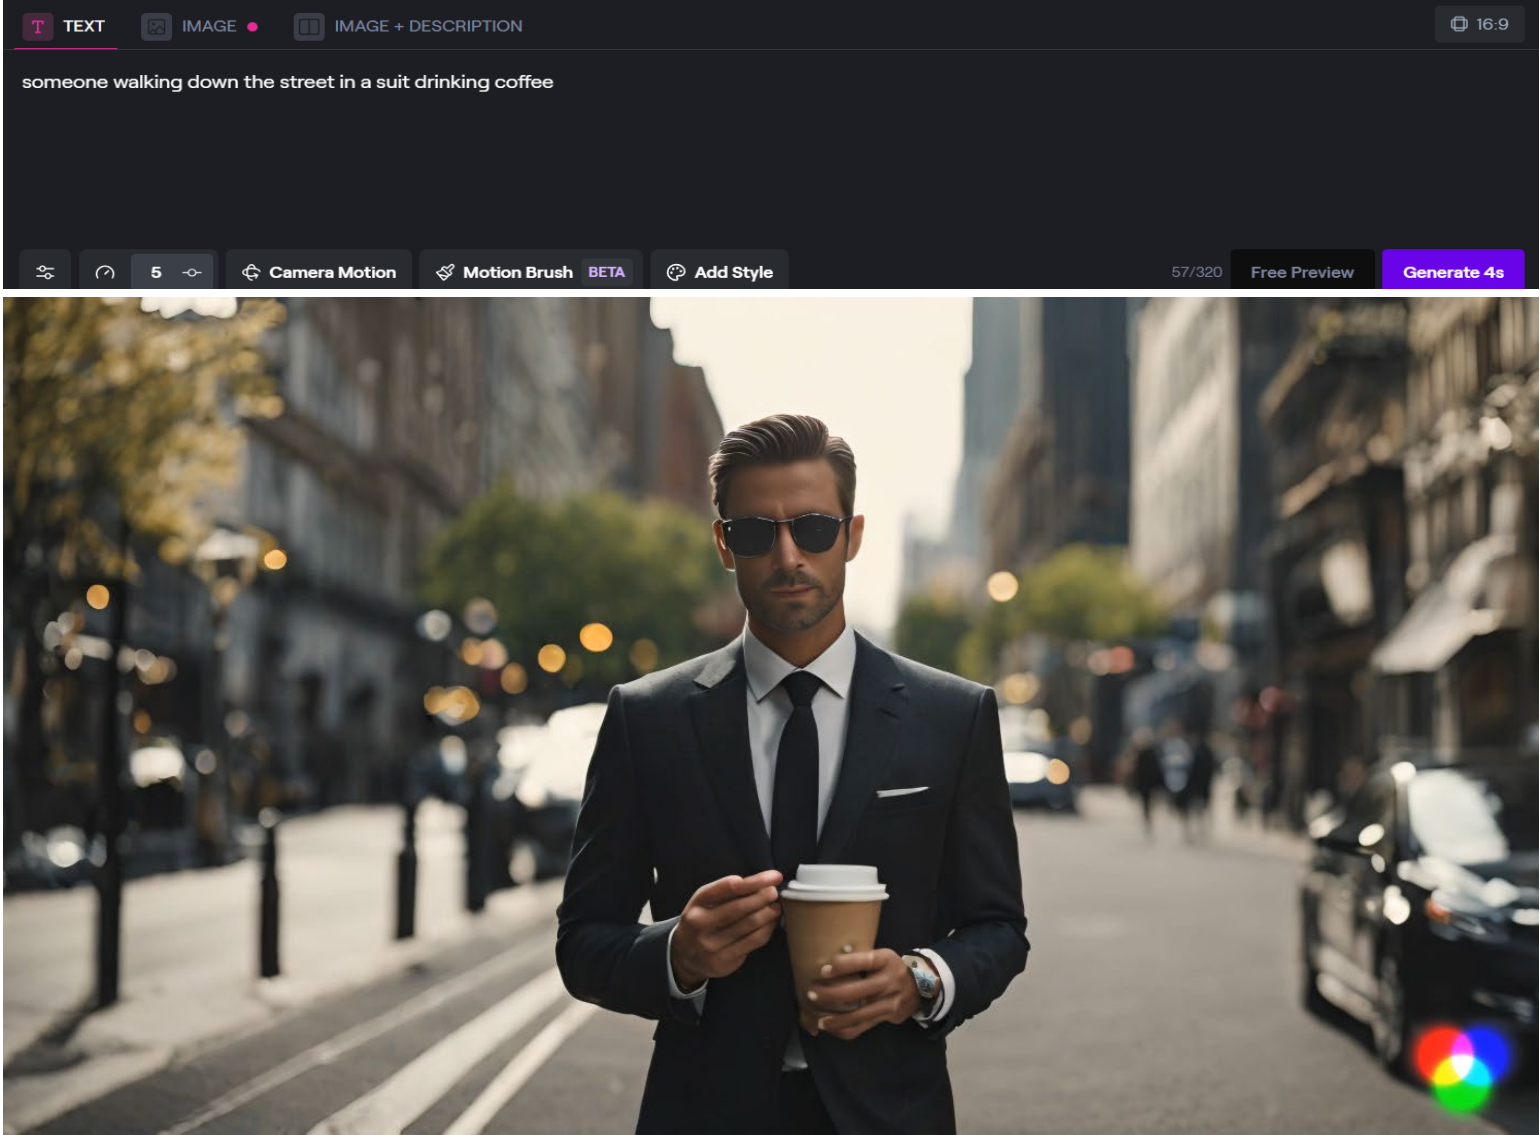 T TEXT IMAGE IMAGE + DESCRIPTION 16:9
someone walking down the street in a suit drinking coffee
5 Camera Motion Motion Brush BETA Add Style 57/320 Free Preview Generate 4s